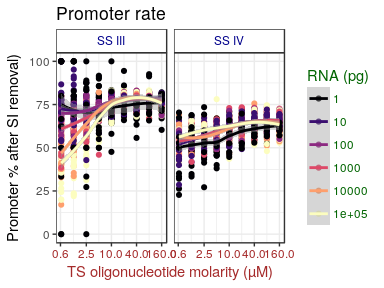 Promoter rate
SS III SS IV
Promoter % after SI removal)
100
75
50
25
0
0.6 2.5 10.0 40.0 160.0 0.6 2.5 10.0 40.0 160.0
TS oligonucleotide molarity (µM)
RNA (pg)
1
10
100
1000
10000
1e+05